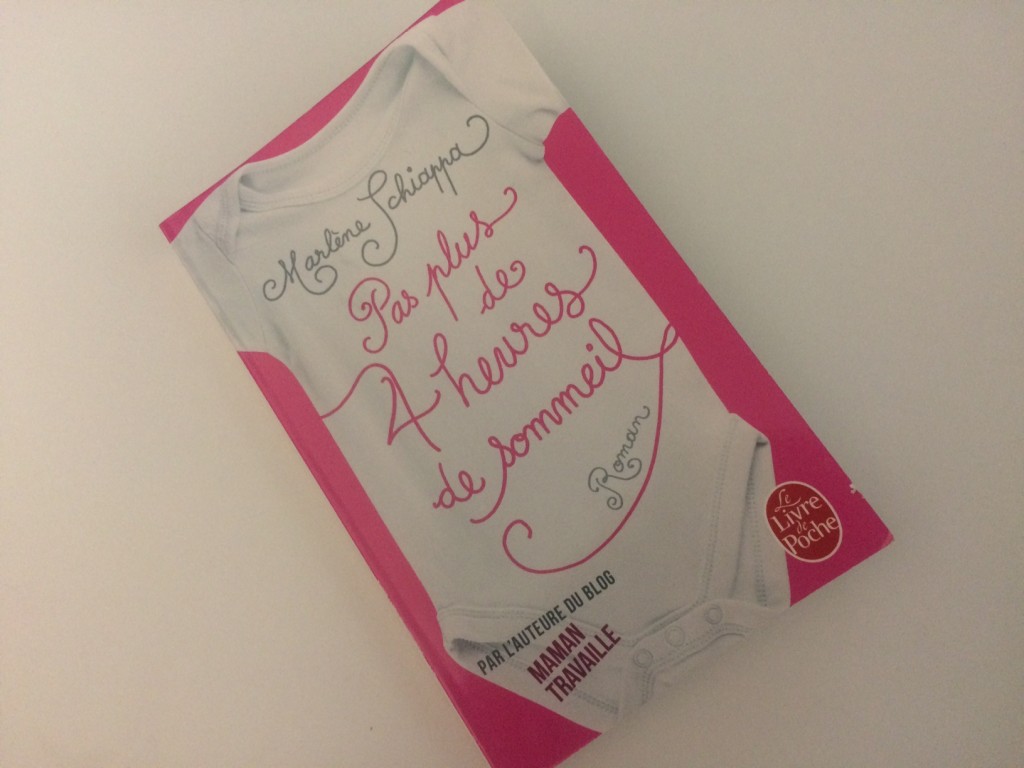 Marlène Schiappa
Pas plus
de
4 heures
de sommeil
Roman
Le
Livre
de
Poche
PAR L'AUTEURE DU BLOG
MAMAN
TRAVAILLE